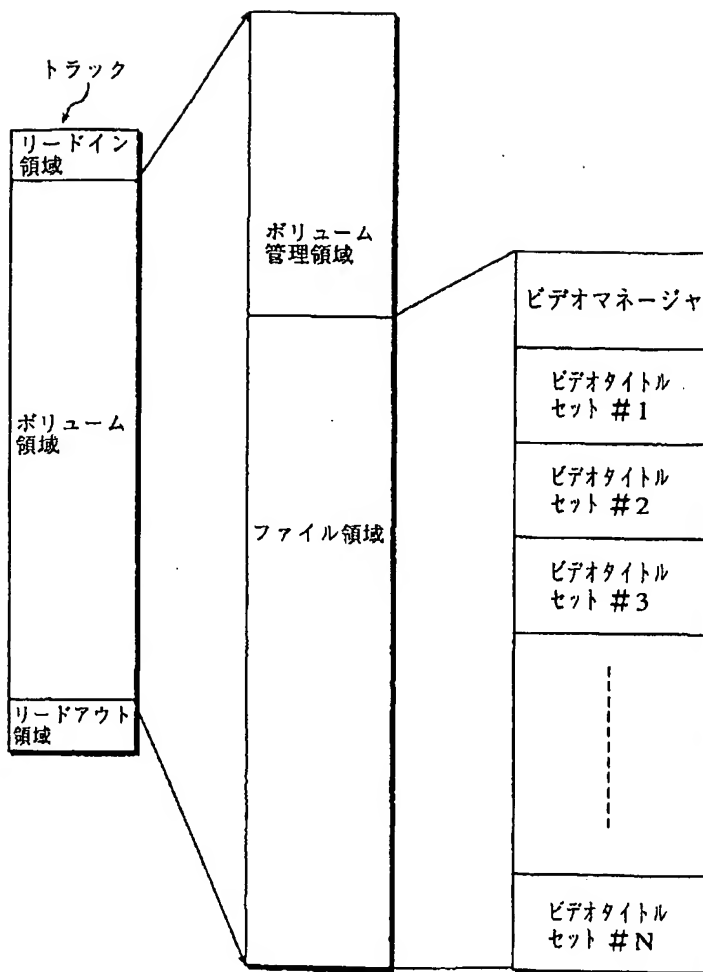 トラック
リードイン
領域
ボリューム
領域
リードアウト
領域
ボリューム
管理領域
ファイル領域
ビデオマネージャ
ビデオタイトル
セット #1
ビデオタイトル
セット #2
ビデオタイトル
セット #3
ビデオタイトル
セット #N